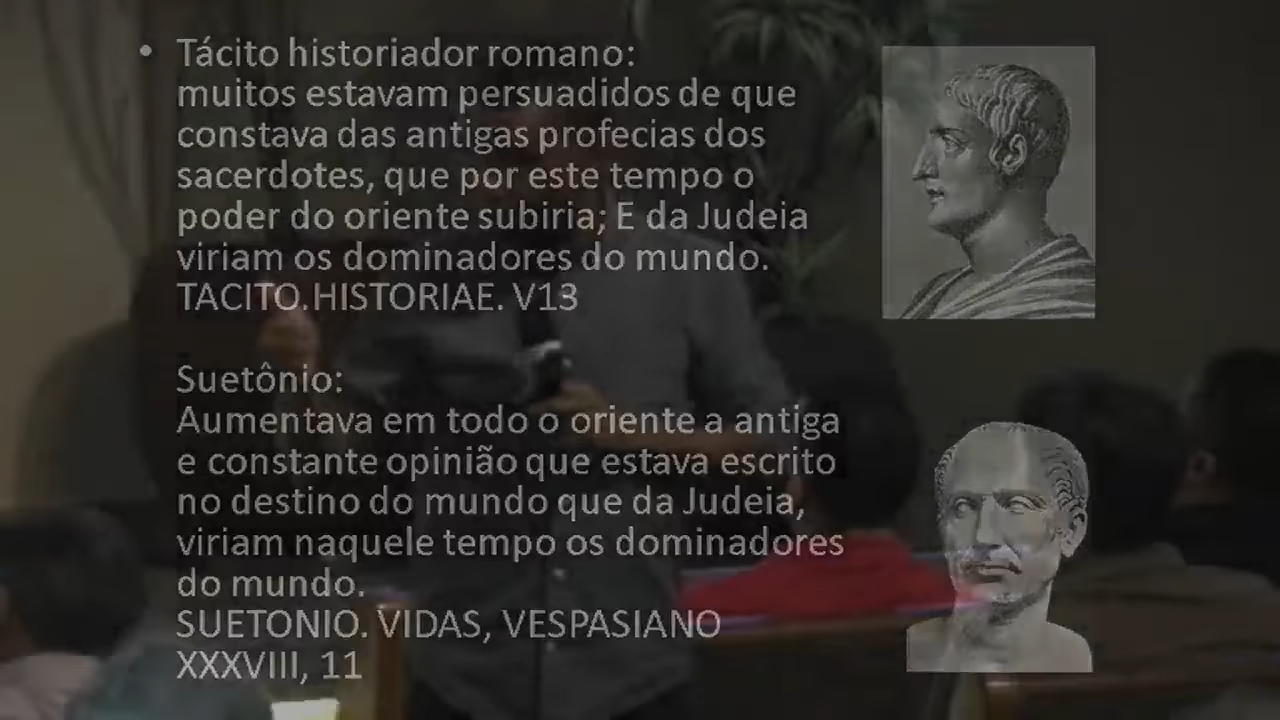 • Tácito historiador romano:
muitos estavam persuadidos de que
constava das antigas profecias dos
sacerdotes, que por este tempo o
poder do oriente subiria; E da Judeia
viriam os dominadores do mundo.
TACITO.HISTORIAE. V13
Suetônio:
Aumentava em todo o oriente a antiga
e constante opinião que estava escrito
no destino do mundo que da Judeia,
viriam naquele tempo os dominadores
do mundo.
SUETONIO. VIDAS, VESPASIANO
XXXVIII, 11